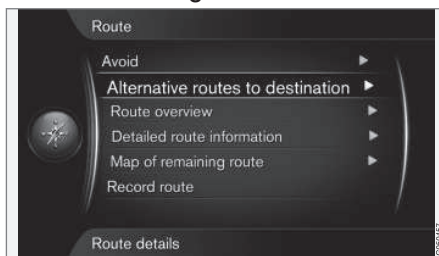 Route
Avoid
Alternative routes to destination
Route overview
Detailed route information
Map of remaining route
Record route
Route details